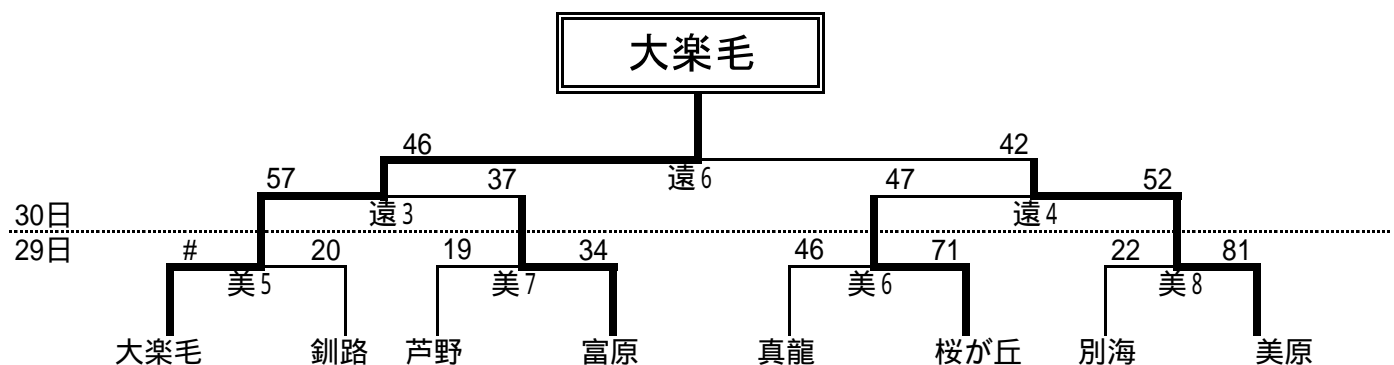 大楽毛
46 42
遠6
57 37 47 52
遠3 遠4
30日
29日 # 20 19 34 46 71 22 81
美5 美7 美6 美8
大楽毛 釧路 芦野 富原 真龍 桜が丘 別海 美原